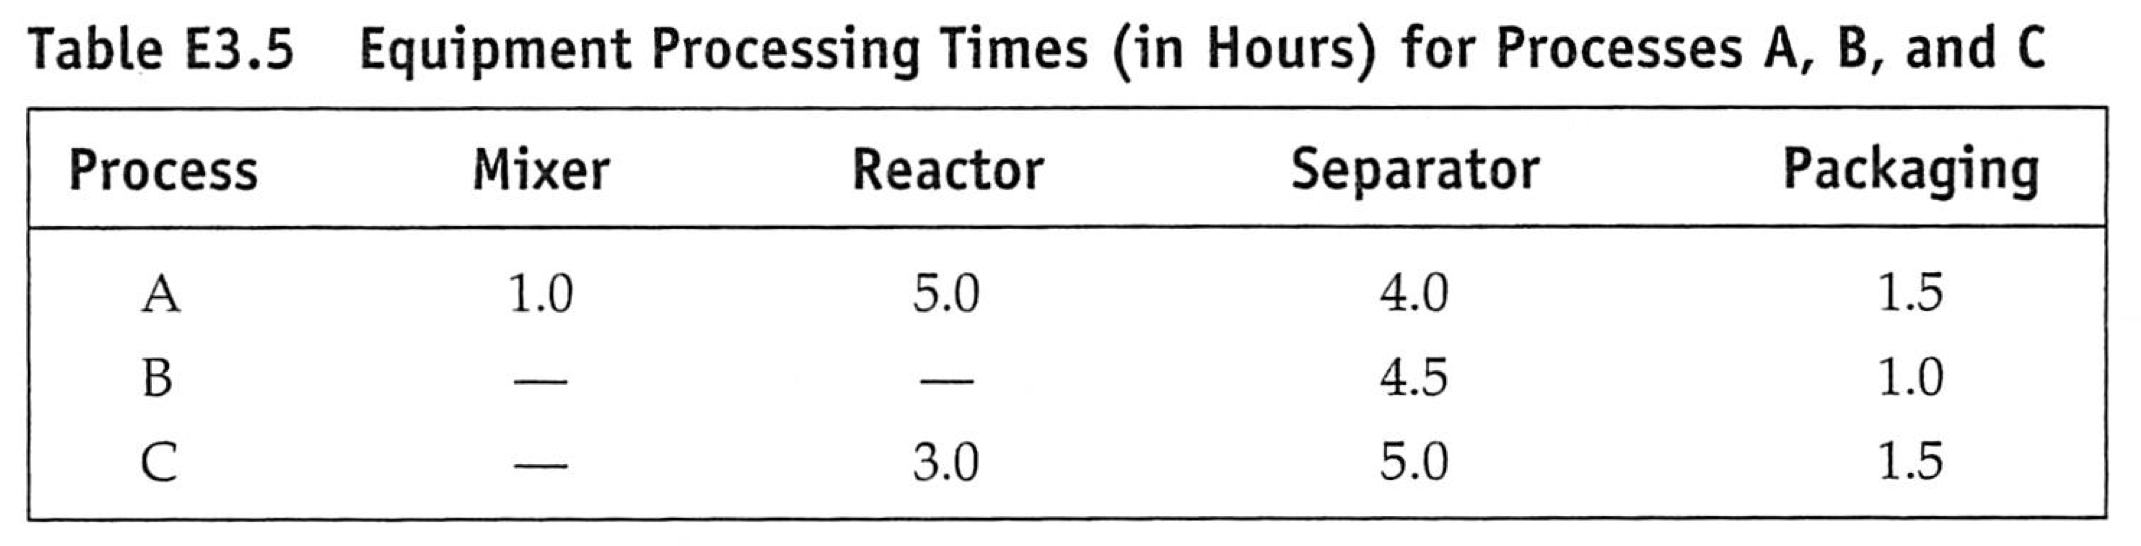 Table E3.5 Equipment Processing Times (in Hours) for Processes A, B, and C
Process Mixer Reactor Separator Packaging
A 1.0 5.0 4.0 1.5
B — — 4.5 1.0
C — 3.0 5.0 1.5